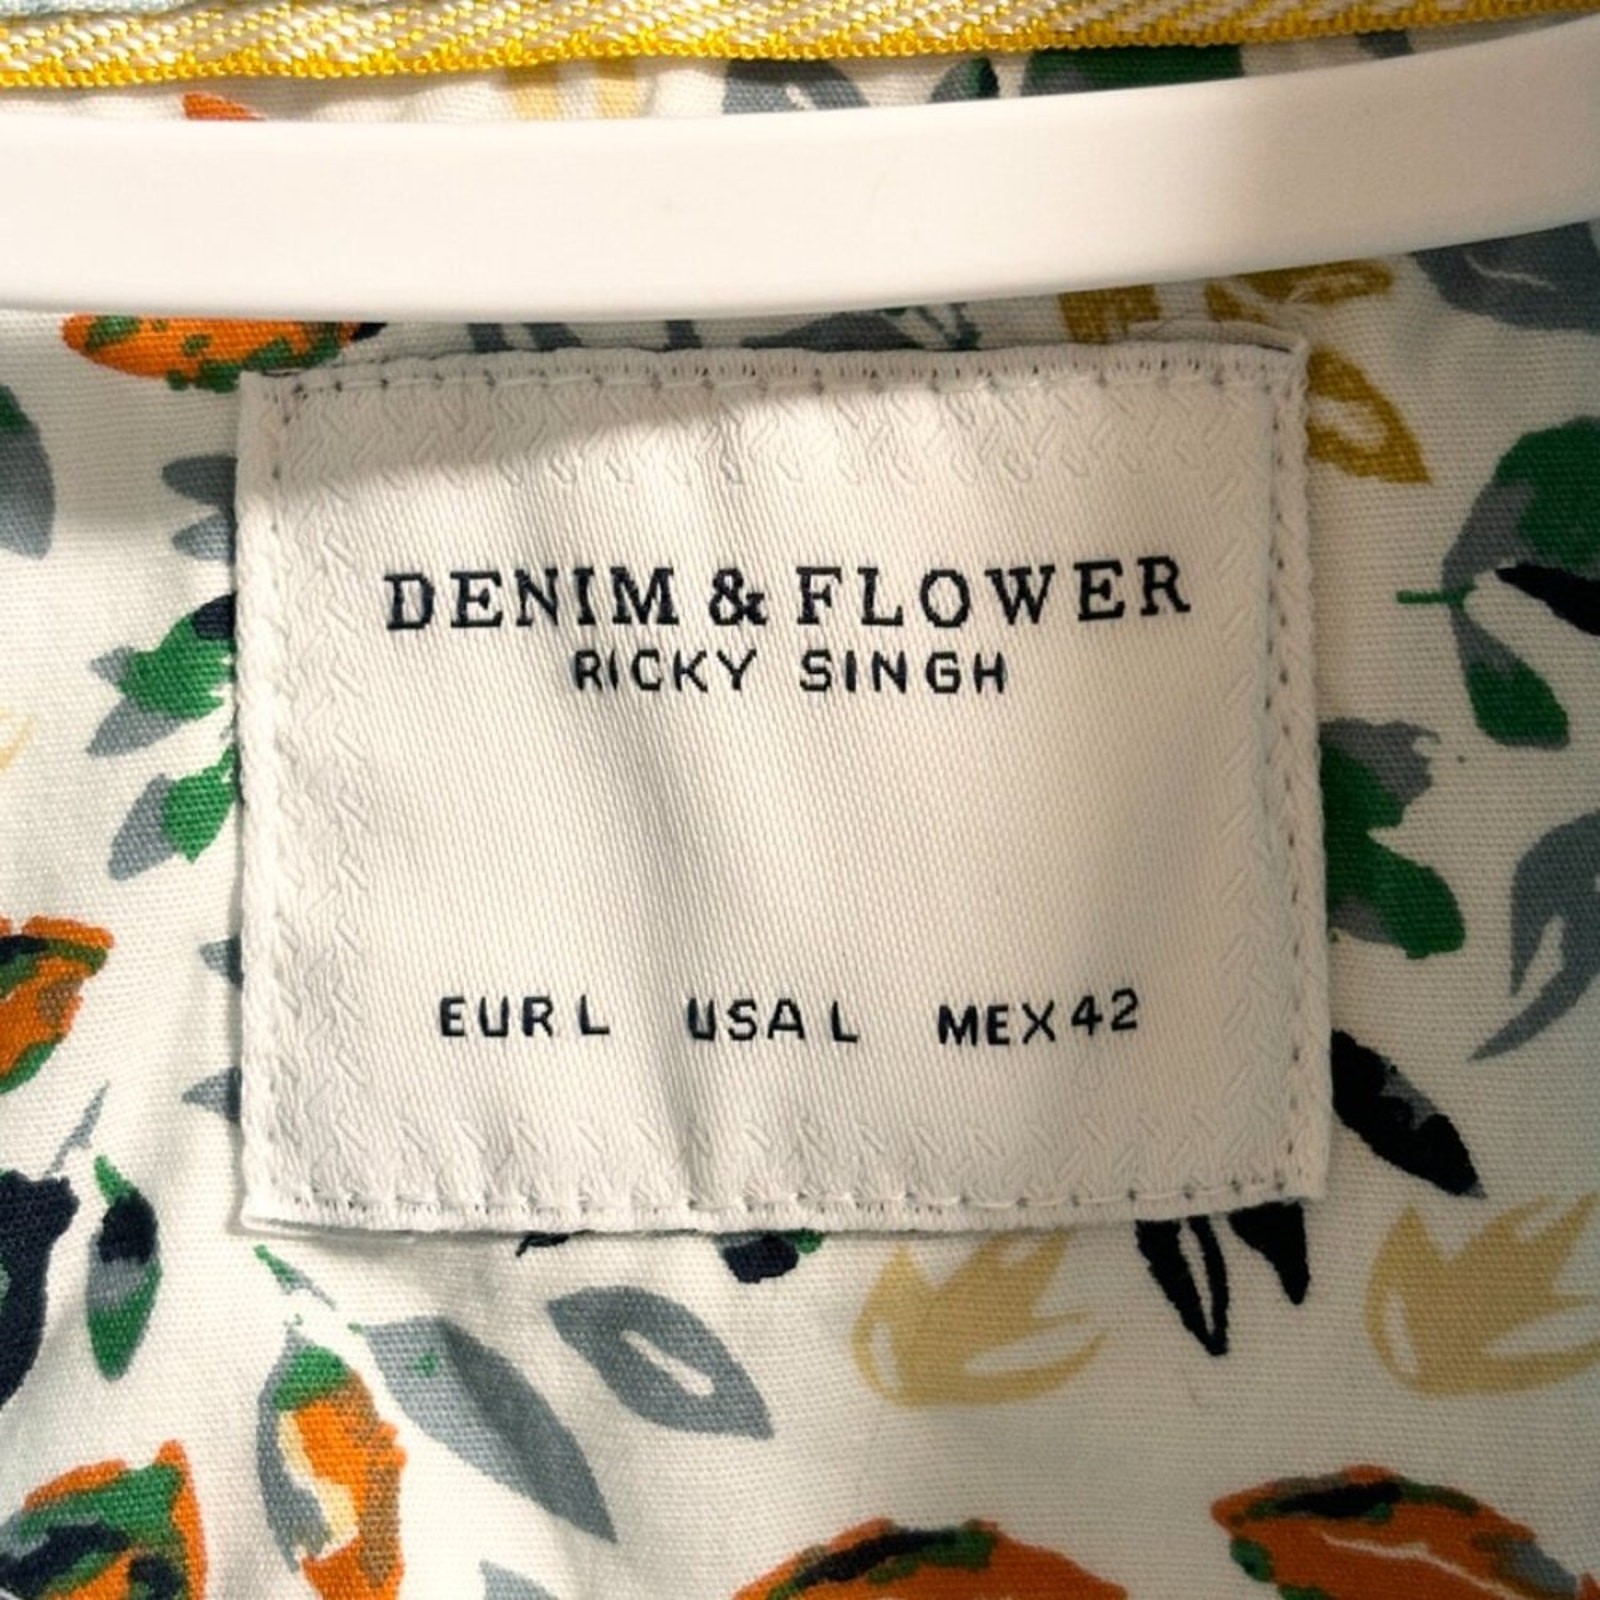 DENIM & FLOWER
RICKY SINGH
EUR L USA L MEX 42